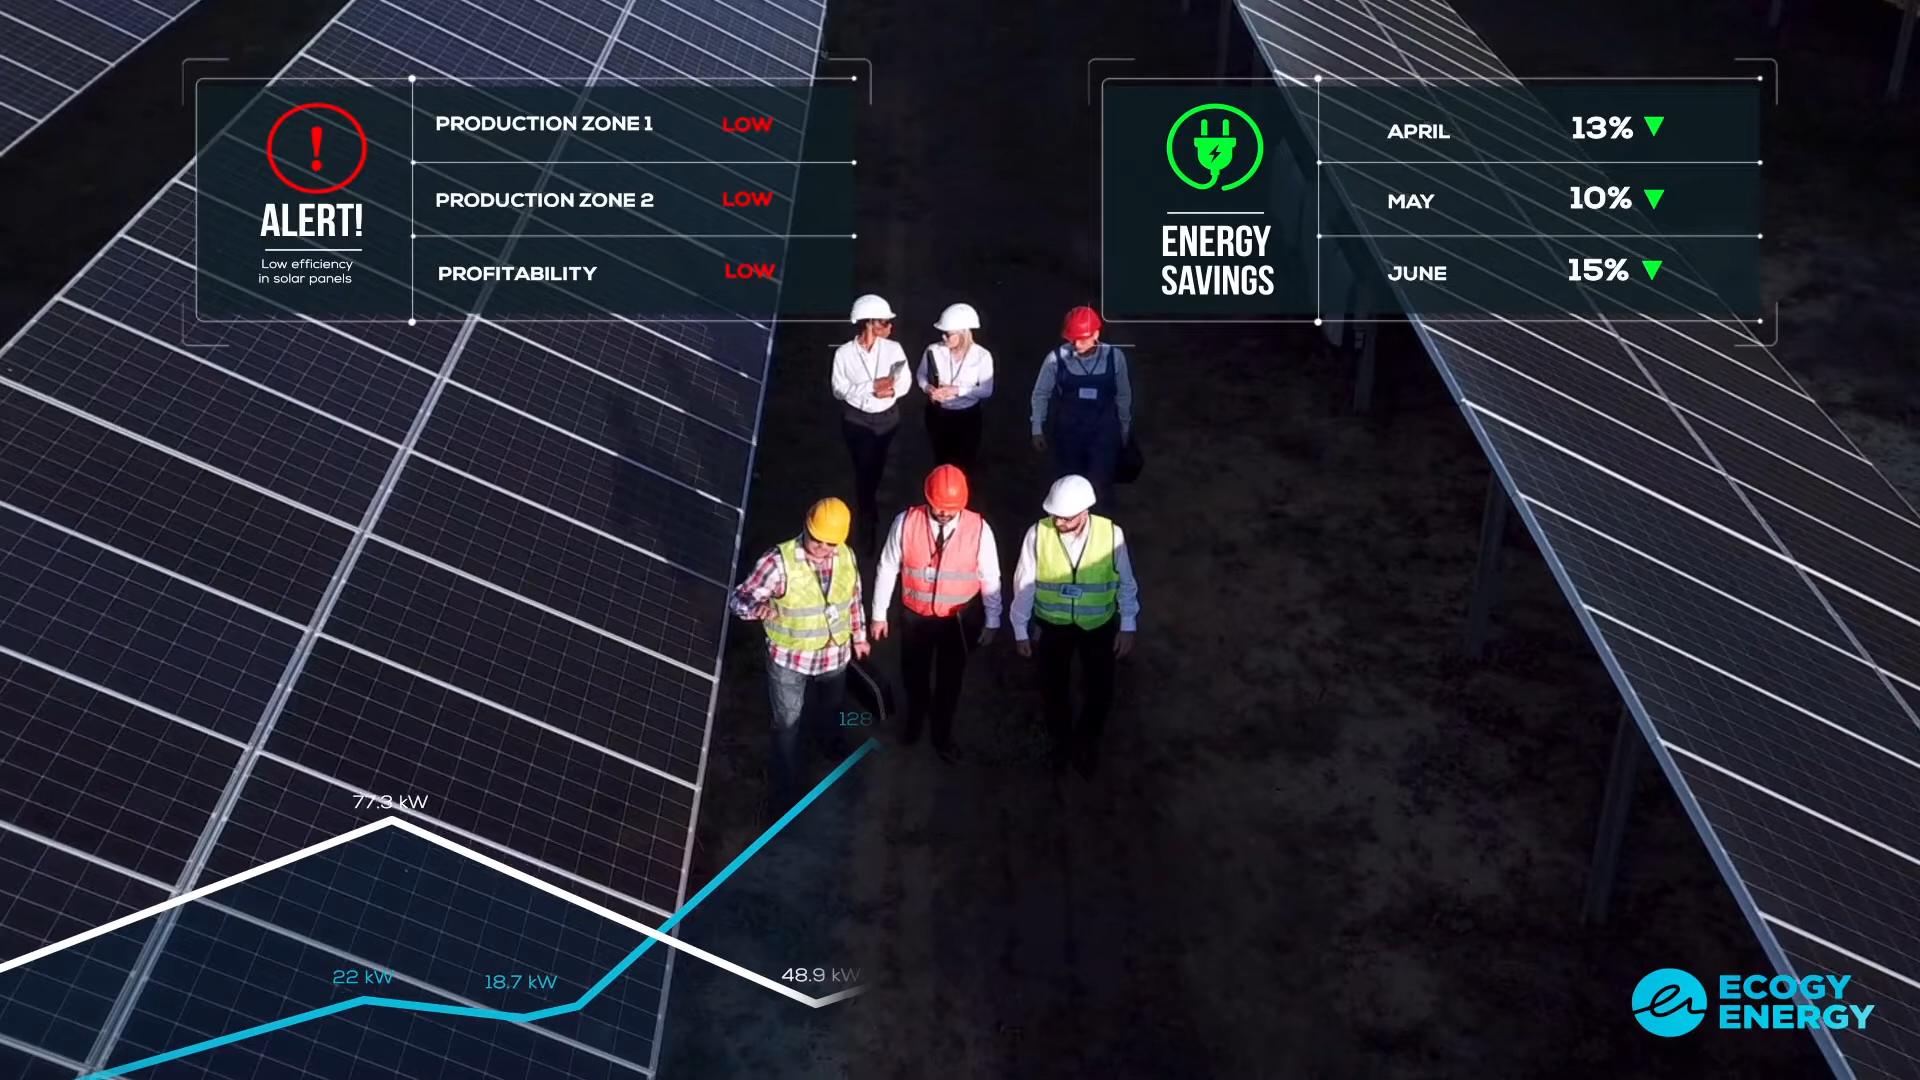 ALERT!
Low efficiency
in solar panels
PRODUCTION ZONE 1 LOW
PRODUCTION ZONE 2 LOW
PROFITABILITY LOW
ENERGY
SAVINGS
APRIL 13%
MAY 10%
JUNE 15%
128
77.3 kW
22 kW
18.7 kW
48.9 kW
ECOGY
ENERGY